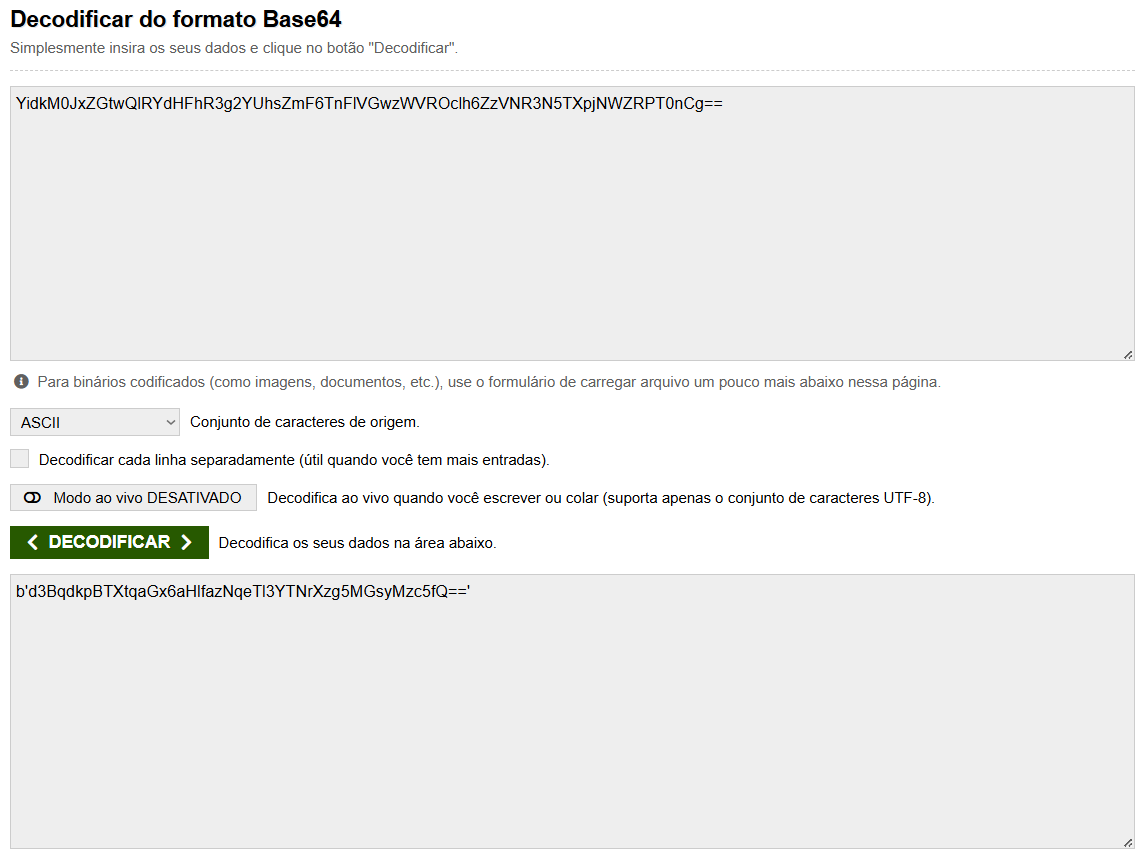 Decodificar do formato Base64
Simplesmente insira os seus dados e clique no botão "Decodificar".
YidkM0JxZGtwQlRYdHFhR3g2YUhsZmF6TnFlVGwzWVROclh6ZzVNR3N5TXpjNWZRPT0nCg==
Para binários codificados (como imagens, documentos, etc.), use o formulário de carregar arquivo um pouco mais abaixo nessa página.
ASCII Conjunto de caracteres de origem.
Decodificar cada linha separadamente (útil quando você tem mais entradas).
Modo ao vivo DESATIVADO Decodifica ao vivo quando você escrever ou colar (suporta apenas o conjunto de caracteres UTF-8).
DECODIFICAR Decodifica os seus dados na área abaixo.
b'd3BqdkpBTXtqaGx6aHlfazNqeTl3YTNrXzg5MGsyMzc5fQ=='